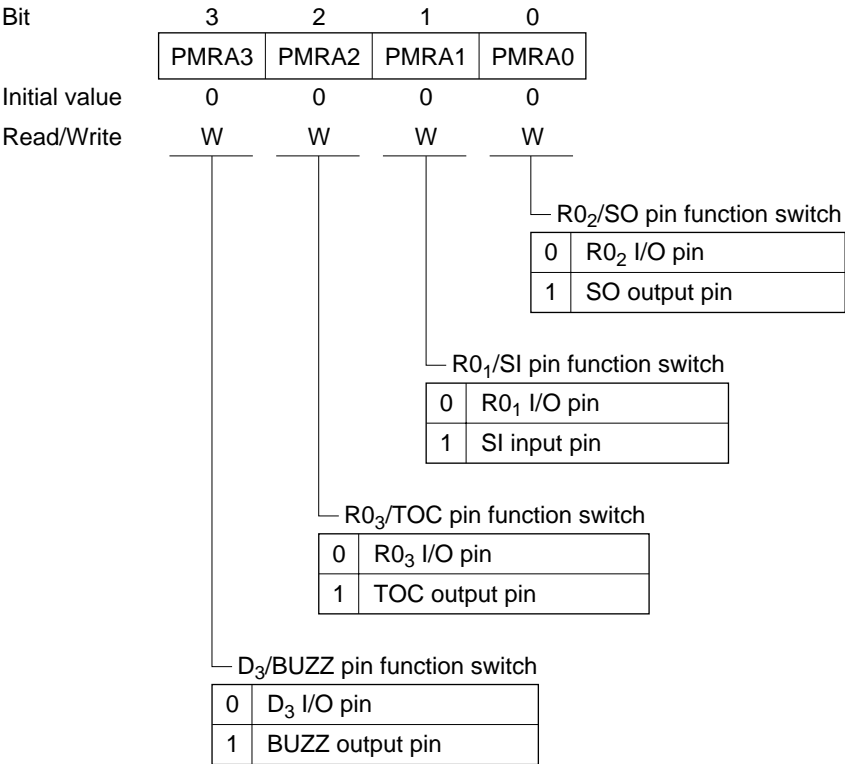 Bit 3 2 1 0
PMRA3 PMRA2 PMRA1 PMRA0
Initial value 0 0 0 0
Read/Write W W W W
R0₂/SO pin function switch
0 R0₂ I/O pin
1 SO output pin
R0₁/SI pin function switch
0 R0₁ I/O pin
1 SI input pin
R0₃/TOC pin function switch
0 R0₃ I/O pin
1 TOC output pin
D₃/BUZZ pin function switch
0 D₃ I/O pin
1 BUZZ output pin